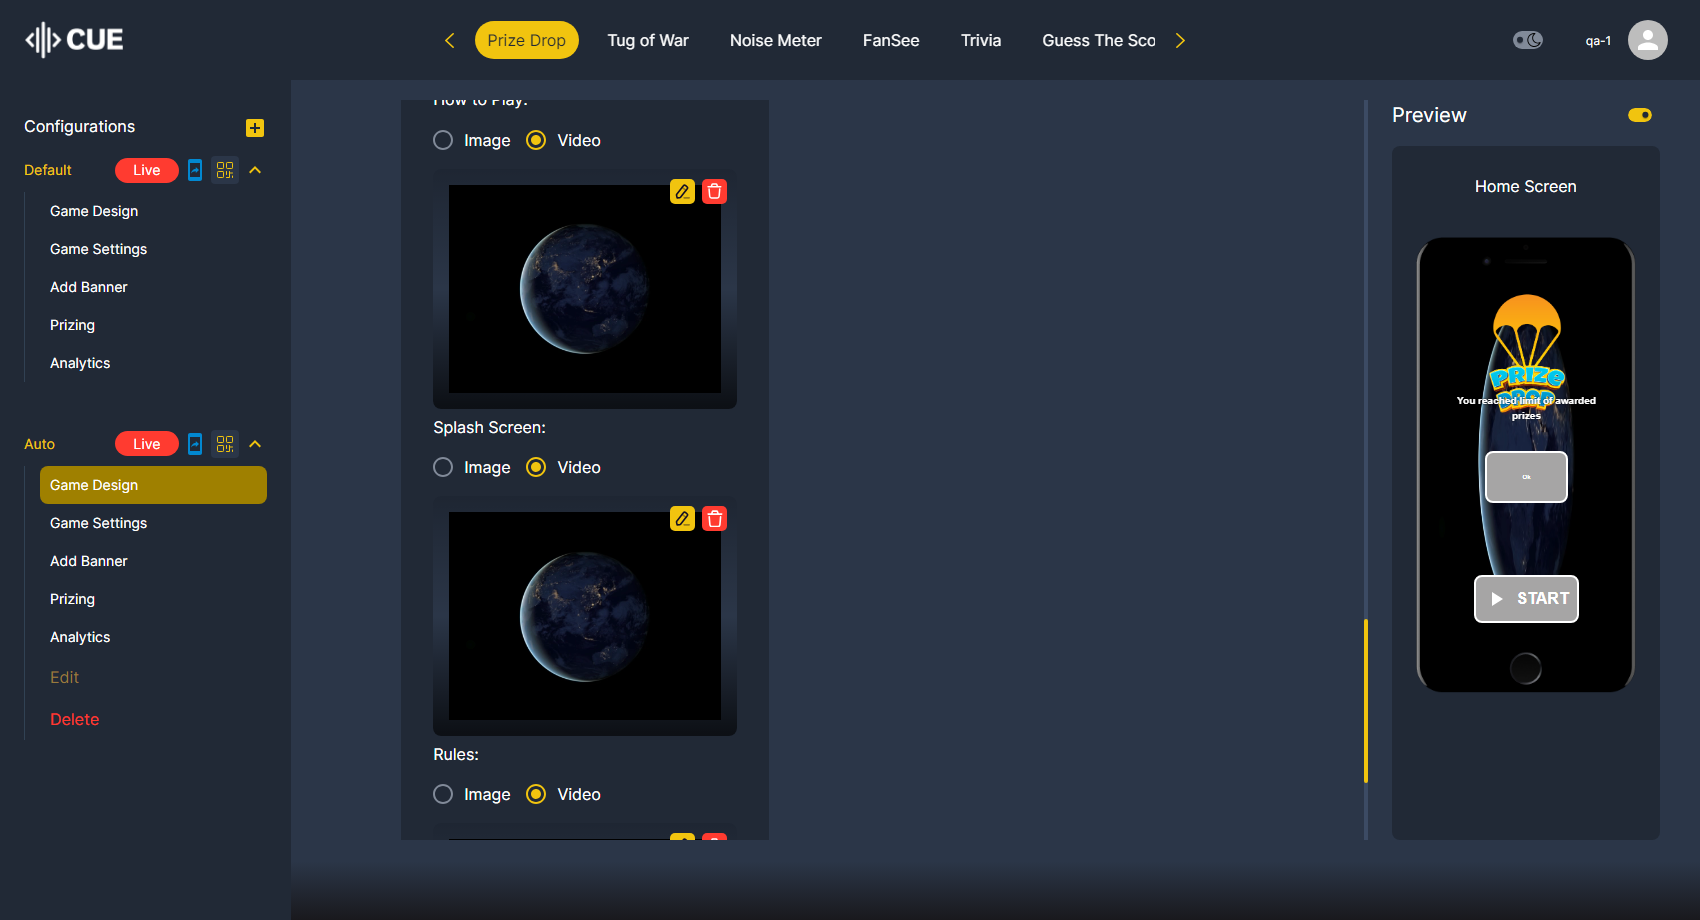 CUE
Prize Drop
Tug of War
Noise Meter
FanSee
Trivia
Guess The Sco
qa-1
Configurations
Default
Live
Game Design
Game Settings
Add Banner
Prizing
Analytics
Auto
Live
Game Design
Game Settings
Add Banner
Prizing
Analytics
Edit
Delete
How to Play:
Image
Video
Splash Screen:
Image
Video
Rules:
Image
Video
Preview
Home Screen
PRIZE
DROP
You reached limit of awarded
prizes
Ok
START